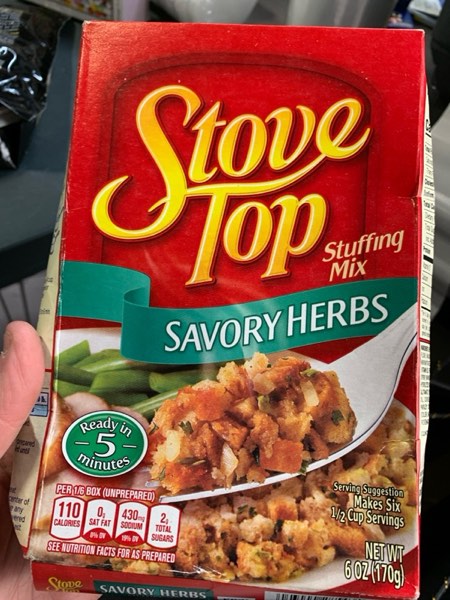 Stove
Top
Stuffing
Mix
SAVORY HERBS
Ready in
5
minutes
PER 1/6 BOX (UNPREPARED)
110
CALORIES
0g
SAT FAT
0% DV
430mg
SODIUM
19% DV
2g
TOTAL
SUGARS
SEE NUTRITION FACTS FOR AS PREPARED
Serving Suggestion
Makes Six
1/2 Cup Servings
NET WT
6 OZ (170g)
Stove
SAVORY HERBS